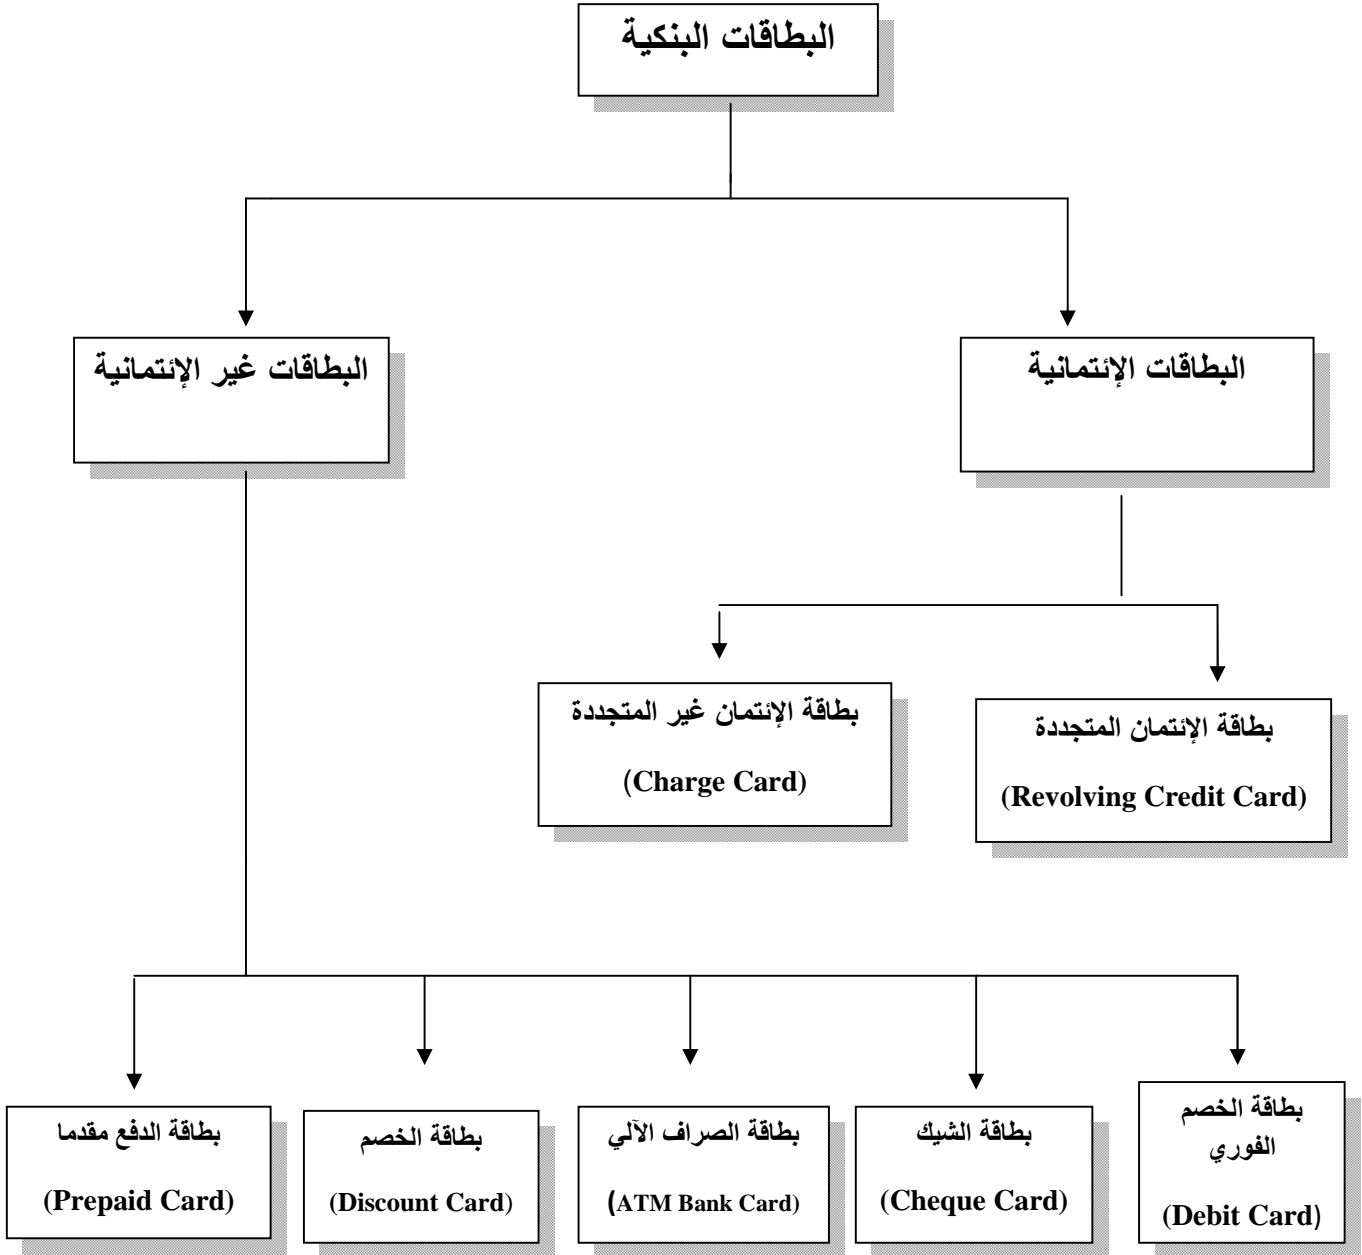 البطاقات البنكية
البطاقات الإئتمانية
البطاقات غير الإئتمانية
بطاقة الإئتمان المتجددة
(Revolving Credit Card)
بطاقة الإئتمان غير المتجددة
(Charge Card)
بطاقة الخصم
الفوري
(Debit Card)
بطاقة الشيك
(Cheque Card)
بطاقة الصراف الآلي
(ATM Bank Card)
بطاقة الخصم
(Discount Card)
بطاقة الدفع مقدما
(Prepaid Card)